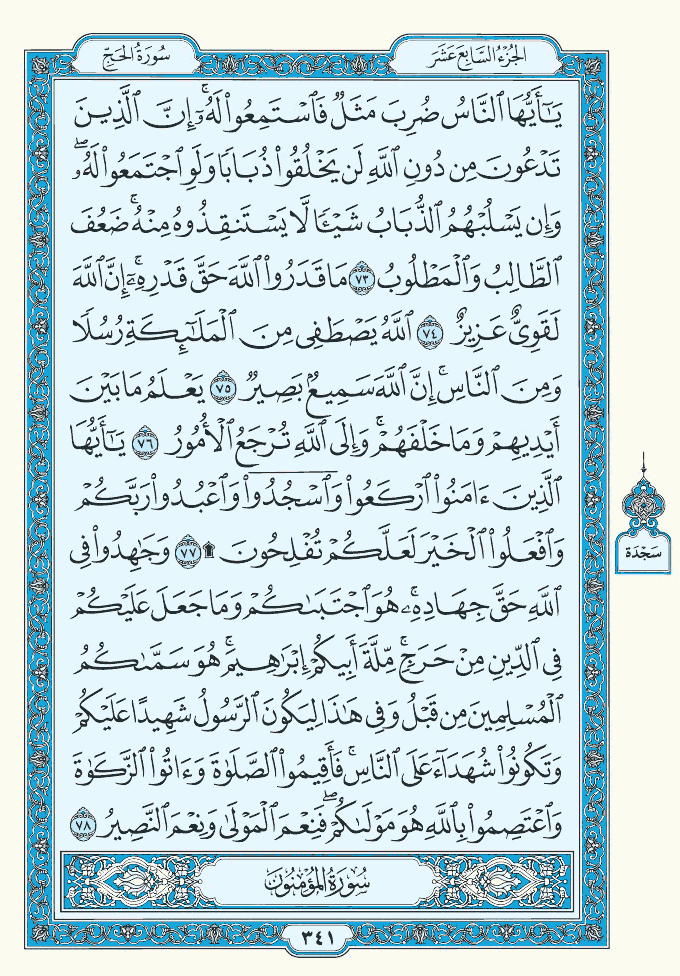 الجُزْءُ السَّابِعَ عَشَرَ
سُورَةُ الحَجِّ
يَـٰٓأَيُّهَا ٱلنَّاسُ ضُرِبَ مَثَلٌ فَٱسْتَمِعُوا۟ لَهُۥٓ ۚ إِنَّ ٱلَّذِينَ
تَدْعُونَ مِن دُونِ ٱللَّهِ لَن يَخْلُقُوا۟ ذُبَابًا وَلَوِ ٱجْتَمَعُوا۟ لَهُۥ ۖ
وَإِن يَسْلُبْهُمُ ٱلذُّبَابُ شَيْـًٔا لَّا يَسْتَنقِذُوهُ مِنْهُ ۚ ضَعُفَ
ٱلطَّالِبُ وَٱلْمَطْلُوبُ ٧٣ مَا قَدَرُوا۟ ٱللَّهَ حَقَّ قَدْرِهِۦٓ ۗ إِنَّ ٱللَّهَ
لَقَوِىٌّ عَزِيزٌ ٧٤ ٱللَّهُ يَصْطَفِى مِنَ ٱلْمَلَـٰٓئِكَةِ رُسُلًا
وَمِنَ ٱلنَّاسِ ۚ إِنَّ ٱللَّهَ سَمِيعٌۢ بَصِيرٌ ٧٥ يَعْلَمُ مَا بَيْنَ
أَيْدِيهِمْ وَمَا خَلْفَهُمْ ۗ وَإِلَى ٱللَّهِ تُرْجَعُ ٱلْأُمُورُ ٧٦ يَـٰٓأَيُّهَا
ٱلَّذِينَ ءَامَنُوا۟ ٱرْكَعُوا۟ وَٱسْجُدُوا۟ وَٱعْبُدُوا۟ رَبَّكُمْ
وَٱفْعَلُوا۟ ٱلْخَيْرَ لَعَلَّكُمْ تُفْلِحُونَ ۩ ٧٧ وَجَـٰهِدُوا۟ فِى
سَجْدَة
ٱللَّهِ حَقَّ جِهَادِهِۦ ۚ هُوَ ٱجْتَبَىٰكُمْ وَمَا جَعَلَ عَلَيْكُمْ
فِى ٱلدِّينِ مِنْ حَرَجٍ ۚ مِّلَّةَ أَبِيكُمْ إِبْرَٰهِيمَ ۚ هُوَ سَمَّىٰكُمُ
ٱلْمُسْلِمِينَ مِن قَبْلُ وَفِى هَـٰذَا لِيَكُونَ ٱلرَّسُولُ شَهِيدًا عَلَيْكُمْ
وَتَكُونُوا۟ شُهَدَآءَ عَلَى ٱلنَّاسِ ۚ فَأَقِيمُوا۟ ٱلصَّلَوٰةَ وَءَاتُوا۟ ٱلزَّكَوٰةَ
وَٱعْتَصِمُوا۟ بِٱللَّهِ هُوَ مَوْلَىٰكُمْ ۖ فَنِعْمَ ٱلْمَوْلَىٰ وَنِعْمَ ٱلنَّصِيرُ ٧٨
سُورَةُ المُؤْمِنُونَ
٣٤١